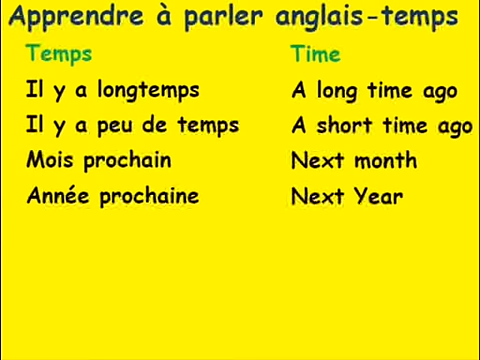 Apprendre à parler anglais-temps
Temps Time
Il y a longtemps A long time ago
Il y a peu de temps A short time ago
Mois prochain Next month
Année prochaine Next Year